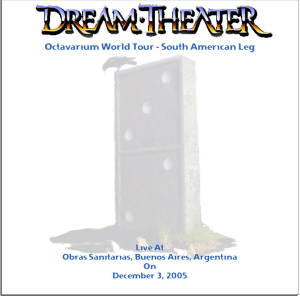 DREAM·THEATER
Octavarium World Tour - South American Leg
Live At
Obras Sanitarias, Buenos Aires, Argentina
On
December 3, 2005